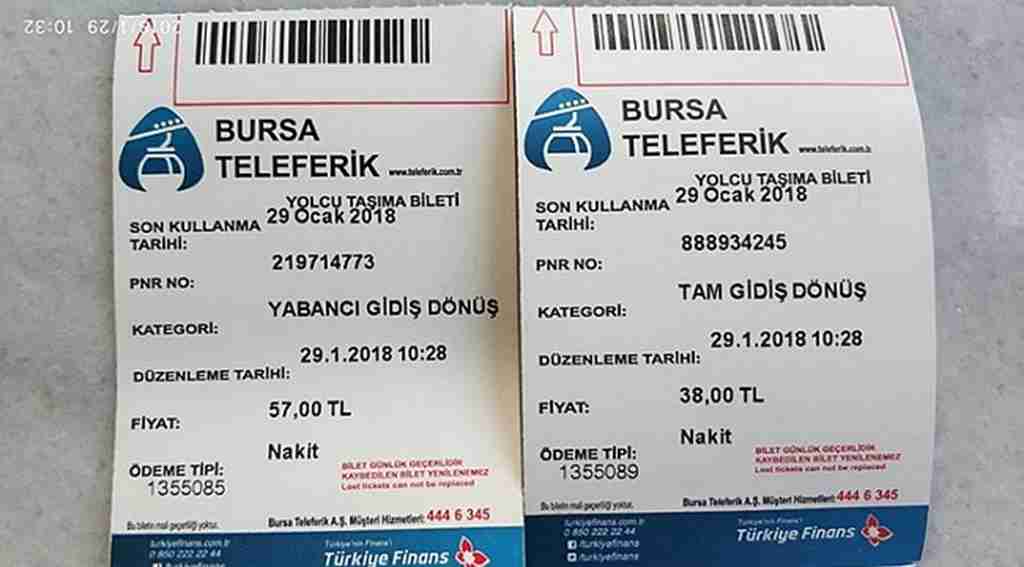 BURSA
TELEFERİK www.teleferik.com.tr
YOLCU TAŞIMA BİLETİ
SON KULLANMA 29 Ocak 2018
TARİHİ:
219714773
PNR NO:
YABANCI GİDİŞ DÖNÜŞ
KATEGORİ:
29.1.2018 10:28
DÜZENLEME TARİHİ:
57,00 TL
FİYAT:
Nakit
ÖDEME TİPİ:
1355085
BİLET GÜNLÜK GEÇERLİDİR
KAYBEDİLEN BİLET YENİLENEMEZ
Lost tickets can not be replaced
Bu biletin mali geçerliliği yoktur.
Bursa Teleferik A.Ş. Müşteri Hizmetleri: 444 6 345
turkiyefinans.com.tr
0 850 222 22 44
/turkiyefinans
Türkiye'nin Finans'ı
Türkiye Finans
BURSA
TELEFERİK www.teleferik.com.tr
YOLCU TAŞIMA BİLETİ
SON KULLANMA 29 Ocak 2018
TARİHİ:
888934245
PNR NO:
TAM GİDİŞ DÖNÜŞ
KATEGORİ:
29.1.2018 10:28
DÜZENLEME TARİHİ:
38,00 TL
FİYAT:
Nakit
ÖDEME TİPİ:
1355089
BİLET GÜNLÜK GEÇERLİDİR
KAYBEDİLEN BİLET YENİLENEMEZ
Lost tickets can not be replaced
Bu biletin mali geçerliliği yoktur.
Bursa Teleferik A.Ş. Müşteri Hizmetleri: 444 6 345
turkiyefinans.com.tr
0 850 222 22 44
/turkiyefinans
/turkiyefinans
Türkiye'nin Finans'ı
Türkiye Finans